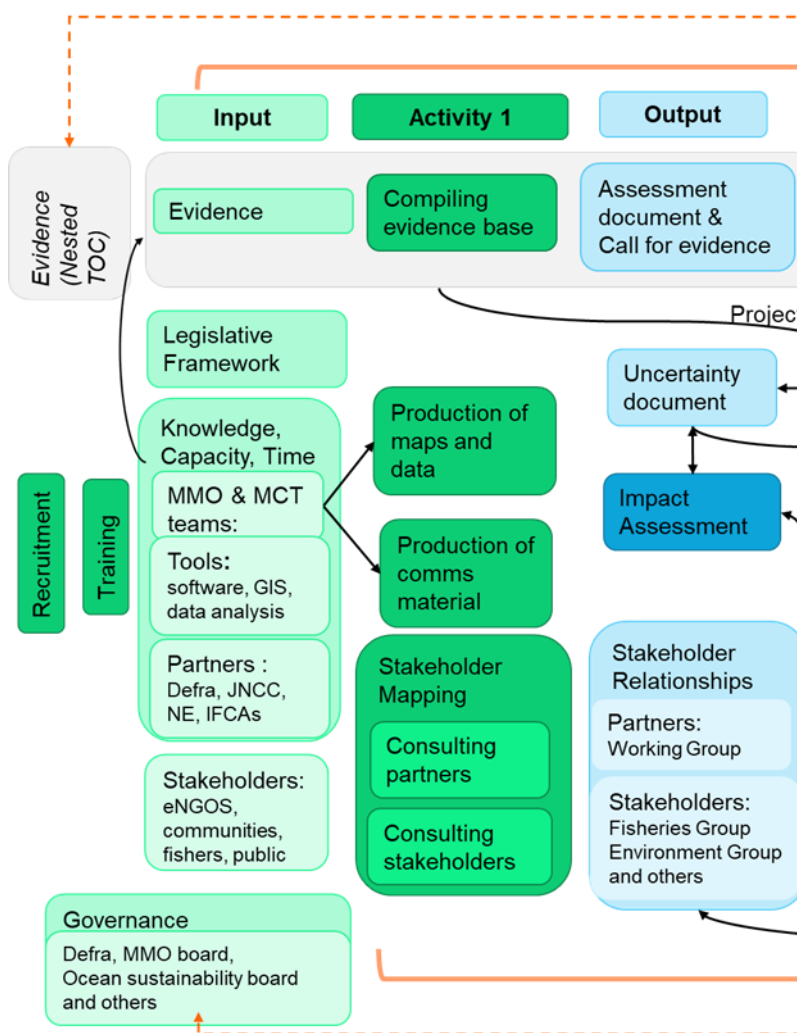 Input
Activity 1
Output
Evidence
(Nested
TOC)
Evidence
Compiling
evidence base
Assessment
document &
Call for evidence
Project
Legislative
Framework
Uncertainty
document
Knowledge,
Capacity, Time
MMO & MCT
teams:
Tools:
software, GIS,
data analysis
Partners :
Defra, JNCC,
NE, IFCAs
Recruitment
Training
Production of
maps and
data
Impact
Assessment
Production of
comms
material
Stakeholders:
eNGOS,
communities,
fishers, public
Stakeholder
Mapping
Consulting
partners
Consulting
stakeholders
Stakeholder
Relationships
Partners:
Working Group
Stakeholders:
Fisheries Group
Environment Group
and others
Governance
Defra, MMO board,
Ocean sustainability board
and others